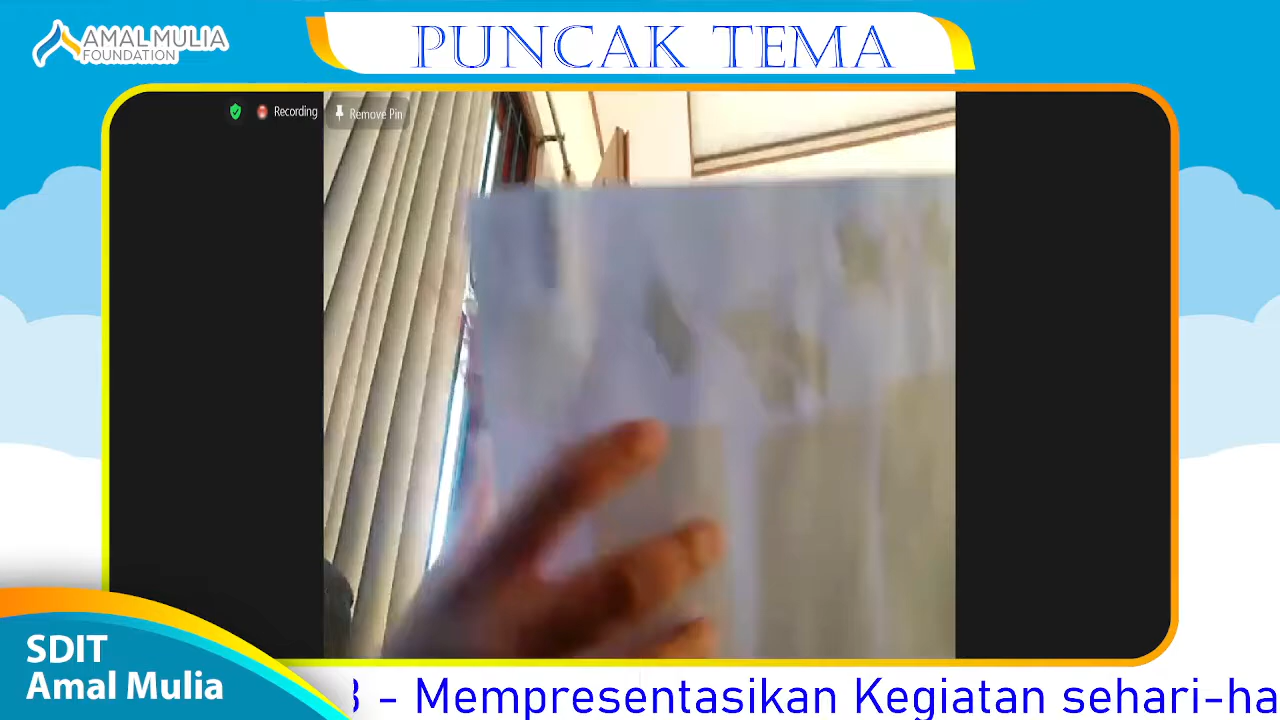 AMAL MULIA
FOUNDATION
PUNCAK TEMA
Recording
Remove Pin
SDIT
Amal Mulia
- Mempresentasikan Kegiatan sehari-ha